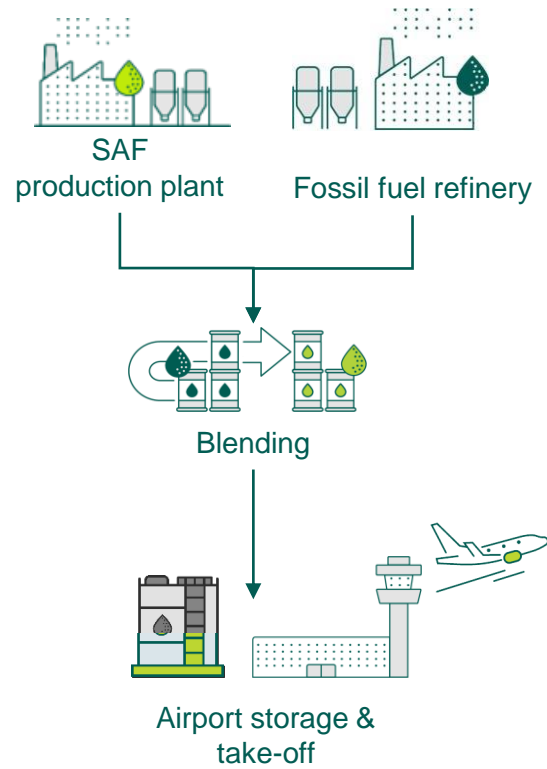 SAF
production plant
Fossil fuel refinery
Blending
Airport storage &
take-off